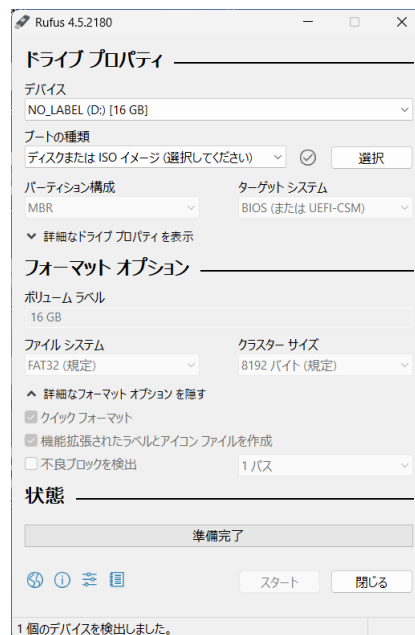 Rufus 4.5.2180
ドライブ プロパティ
デバイス
NO_LABEL (D:) [16 GB]
ブートの種類
ディスクまたは ISO イメージ (選択してください)
選択
パーティション構成
ターゲット システム
MBR
BIOS (または UEFI-CSM)
詳細なドライブ プロパティを表示
フォーマット オプション
ボリューム ラベル
16 GB
ファイル システム
クラスター サイズ
FAT32 (規定)
8192 バイト (規定)
詳細なフォーマット オプション を隠す
クイック フォーマット
機能拡張されたラベルとアイコン ファイルを作成
不良ブロックを検出
1 パス
状態
準備完了
スタート
閉じる
1 個のデバイスを検出しました。